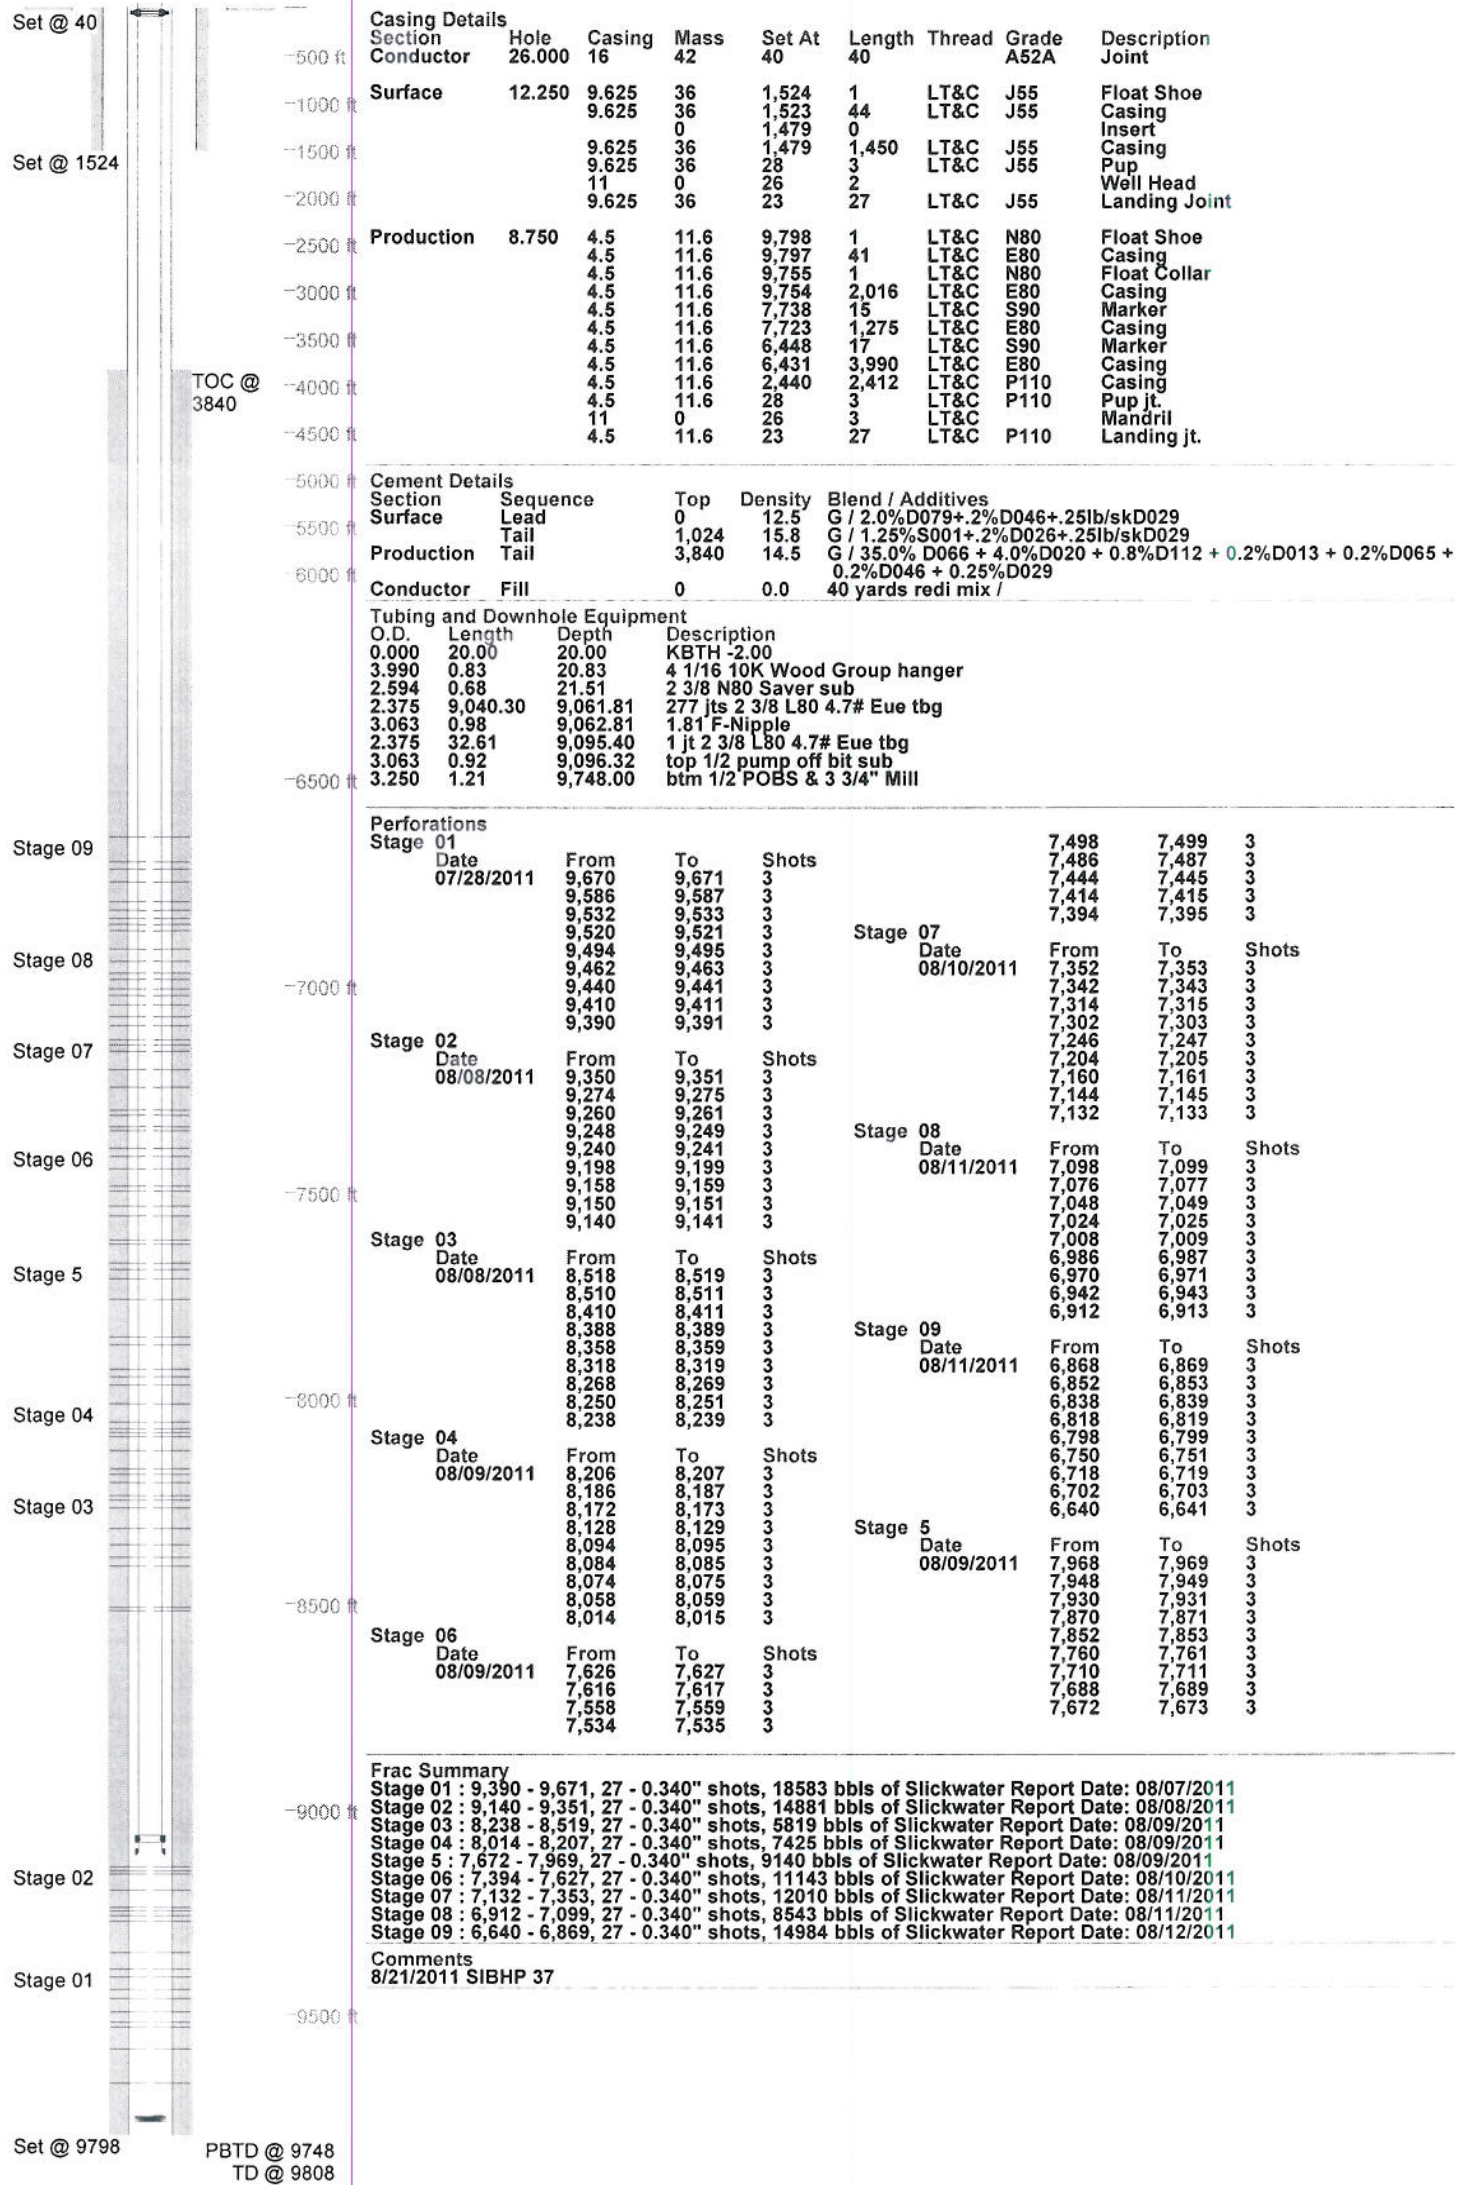 Set @ 40
Set @ 1524
TOC @
3840
Stage 09
Stage 08
Stage 07
Stage 06
Stage 5
Stage 04
Stage 03
Stage 02
Stage 01
Set @ 9798
PBTD @ 9748
TD @ 9808
500 ft
1000 ft
1500 ft
2000 ft
2500 ft
3000 ft
3500 ft
4000 ft
4500 ft
5000 ft
5500 ft
6000 ft
6500 ft
7000 ft
7500 ft
8000 ft
8500 ft
9000 ft
9500 ft
Casing Details
Section Hole Casing Mass Set At Length Thread Grade Description
Conductor 26.000 16 42 40 40 A52A Joint
Surface 12.250 9.625 36 1,524 1 LT&C J55 Float Shoe
9.625 36 1,523 44 LT&C J55 Casing
0 1,479 0 Insert
9.625 36 1,479 1,450 LT&C J55 Casing
9.625 36 28 3 LT&C J55 Pup
11 0 26 2 Well Head
9.625 36 23 27 LT&C J55 Landing Joint
Production 8.750 4.5 11.6 9,798 1 LT&C N80 Float Shoe
4.5 11.6 9,797 41 LT&C E80 Casing
4.5 11.6 9,755 1 LT&C N80 Float Collar
4.5 11.6 9,754 2,016 LT&C E80 Casing
4.5 11.6 7,738 15 LT&C S90 Marker
4.5 11.6 7,723 1,275 LT&C E80 Casing
4.5 11.6 6,448 17 LT&C S90 Marker
4.5 11.6 6,431 3,990 LT&C E80 Casing
4.5 11.6 2,440 2,412 LT&C P110 Casing
4.5 11.6 28 3 LT&C P110 Pup jt.
11 0 26 3 LT&C Mandril
4.5 11.6 23 27 LT&C P110 Landing jt.
Cement Details
Section Sequence Top Density Blend / Additives
Surface Lead 0 12.5 G / 2.0%D079+.2%D046+.25lb/skD029
Tail 1,024 15.8 G / 1.25%S001+.2%D026+.25lb/skD029
Production Tail 3,840 14.5 G / 35.0% D066 + 4.0%D020 + 0.8%D112 + 0.2%D013 + 0.2%D065 +
0.2%D046 + 0.25%D029
Conductor Fill 0 0.0 40 yards redi mix /
Tubing and Downhole Equipment
O.D. Length Depth Description
0.000 20.00 20.00 KBTH -2.00
3.990 0.83 20.83 4 1/16 10K Wood Group hanger
2.594 0.68 21.51 2 3/8 N80 Saver sub
2.375 9,040.30 9,061.81 277 jts 2 3/8 L80 4.7# Eue tbg
3.063 0.98 9,062.81 1.81 F-Nipple
2.375 32.61 9,095.40 1 jt 2 3/8 L80 4.7# Eue tbg
3.063 0.92 9,096.32 top 1/2 pump off bit sub
3.250 1.21 9,748.00 btm 1/2 POBS & 3 3/4" Mill
Perforations
Stage 01
Date From To Shots
07/28/2011 9,670 9,671 3
9,586 9,587 3
9,532 9,533 3
9,520 9,521 3
9,494 9,495 3
9,462 9,463 3
9,440 9,441 3
9,410 9,411 3
9,390 9,391 3
Stage 02
Date From To Shots
08/08/2011 9,350 9,351 3
9,274 9,275 3
9,260 9,261 3
9,248 9,249 3
9,240 9,241 3
9,198 9,199 3
9,158 9,159 3
9,150 9,151 3
9,140 9,141 3
Stage 03
Date From To Shots
08/08/2011 8,518 8,519 3
8,510 8,511 3
8,410 8,411 3
8,388 8,389 3
8,358 8,359 3
8,318 8,319 3
8,268 8,269 3
8,250 8,251 3
8,238 8,239 3
Stage 04
Date From To Shots
08/09/2011 8,206 8,207 3
8,186 8,187 3
8,172 8,173 3
8,128 8,129 3
8,094 8,095 3
8,084 8,085 3
8,074 8,075 3
8,058 8,059 3
8,014 8,015 3
Stage 06
Date From To Shots
08/09/2011 7,626 7,627 3
7,616 7,617 3
7,558 7,559 3
7,534 7,535 3
7,498 7,499 3
7,486 7,487 3
7,444 7,445 3
7,414 7,415 3
7,394 7,395 3
Stage 07
Date From To Shots
08/10/2011 7,352 7,353 3
7,342 7,343 3
7,314 7,315 3
7,302 7,303 3
7,246 7,247 3
7,204 7,205 3
7,160 7,161 3
7,144 7,145 3
7,132 7,133 3
Stage 08
Date From To Shots
08/11/2011 7,098 7,099 3
7,076 7,077 3
7,048 7,049 3
7,024 7,025 3
7,008 7,009 3
6,986 6,987 3
6,970 6,971 3
6,942 6,943 3
6,912 6,913 3
Stage 09
Date From To Shots
08/11/2011 6,868 6,869 3
6,852 6,853 3
6,838 6,839 3
6,818 6,819 3
6,798 6,799 3
6,750 6,751 3
6,718 6,719 3
6,702 6,703 3
6,640 6,641 3
Stage 5
Date From To Shots
08/09/2011 7,968 7,969 3
7,948 7,949 3
7,930 7,931 3
7,870 7,871 3
7,852 7,853 3
7,760 7,761 3
7,710 7,711 3
7,688 7,689 3
7,672 7,673 3
Frac Summary
Stage 01 : 9,390 - 9,671, 27 - 0.340" shots, 18583 bbls of Slickwater Report Date: 08/07/2011
Stage 02 : 9,140 - 9,351, 27 - 0.340" shots, 14881 bbls of Slickwater Report Date: 08/08/2011
Stage 03 : 8,238 - 8,519, 27 - 0.340" shots, 5819 bbls of Slickwater Report Date: 08/09/2011
Stage 04 : 8,014 - 8,207, 27 - 0.340" shots, 7425 bbls of Slickwater Report Date: 08/09/2011
Stage 5 : 7,672 - 7,969, 27 - 0.340" shots, 9140 bbls of Slickwater Report Date: 08/09/2011
Stage 06 : 7,394 - 7,627, 27 - 0.340" shots, 11143 bbls of Slickwater Report Date: 08/10/2011
Stage 07 : 7,132 - 7,353, 27 - 0.340" shots, 12010 bbls of Slickwater Report Date: 08/11/2011
Stage 08 : 6,912 - 7,099, 27 - 0.340" shots, 8543 bbls of Slickwater Report Date: 08/11/2011
Stage 09 : 6,640 - 6,869, 27 - 0.340" shots, 14984 bbls of Slickwater Report Date: 08/12/2011
Comments
8/21/2011 SIBHP 37